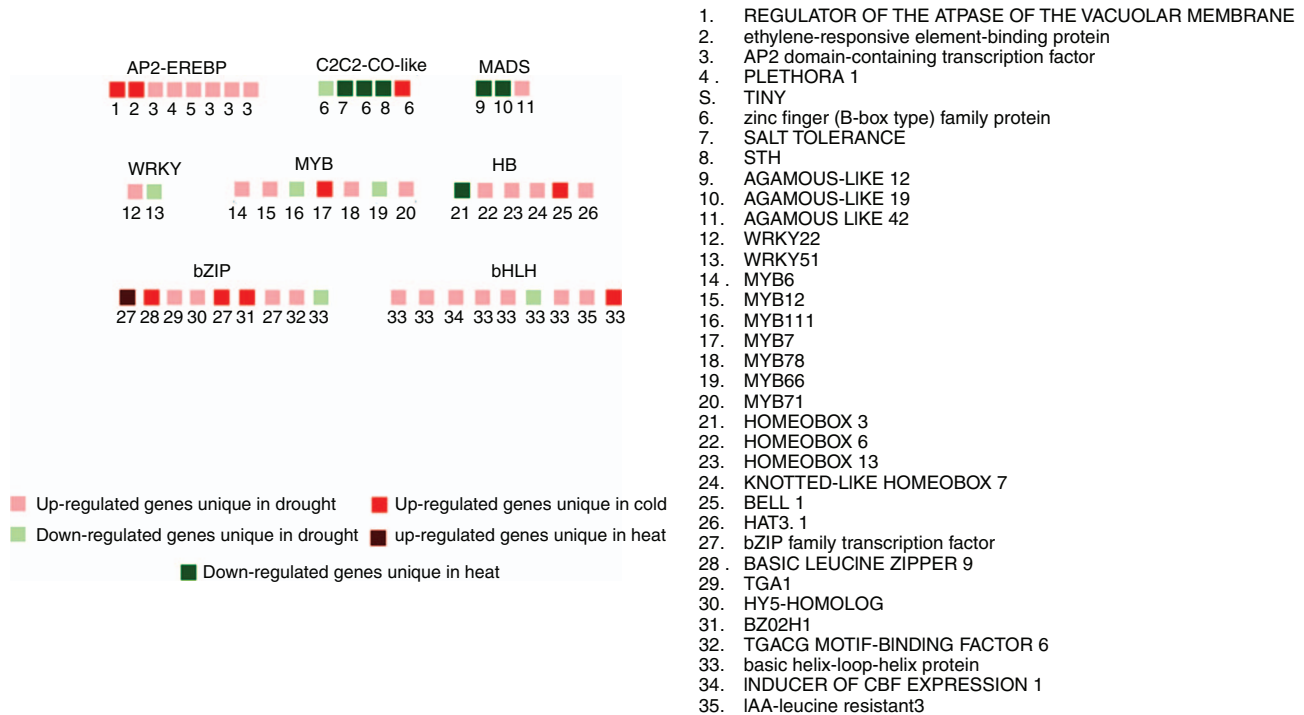 AP2-EREBP
1 2 3 4 5 3 3 3
C2C2-CO-like
6 7 6 8 6
MADS
9 10 11
WRKY
12 13
MYB
14 15 16 17 18 19 20
HB
21 22 23 24 25 26
bZIP
27 28 29 30 27 31 27 32 33
bHLH
33 33 34 33 33 33 33 35 33
Up-regulated genes unique in drought
Up-regulated genes unique in cold
Down-regulated genes unique in drought
up-regulated genes unique in heat
Down-regulated genes unique in heat
1. REGULATOR OF THE ATPASE OF THE VACUOLAR MEMBRANE
2. ethylene-responsive element-binding protein
3. AP2 domain-containing transcription factor
4 . PLETHORA 1
S. TINY
6. zinc finger (B-box type) family protein
7. SALT TOLERANCE
8. STH
9. AGAMOUS-LIKE 12
10. AGAMOUS-LIKE 19
11. AGAMOUS LIKE 42
12. WRKY22
13. WRKY51
14 . MYB6
15. MYB12
16. MYB111
17. MYB7
18. MYB78
19. MYB66
20. MYB71
21. HOMEOBOX 3
22. HOMEOBOX 6
23. HOMEOBOX 13
24. KNOTTED-LIKE HOMEOBOX 7
25. BELL 1
26. HAT3. 1
27. bZIP family transcription factor
28 . BASIC LEUCINE ZIPPER 9
29. TGA1
30. HY5-HOMOLOG
31. BZ02H1
32. TGACG MOTIF-BINDING FACTOR 6
33. basic helix-loop-helix protein
34. INDUCER OF CBF EXPRESSION 1
35. IAA-leucine resistant3